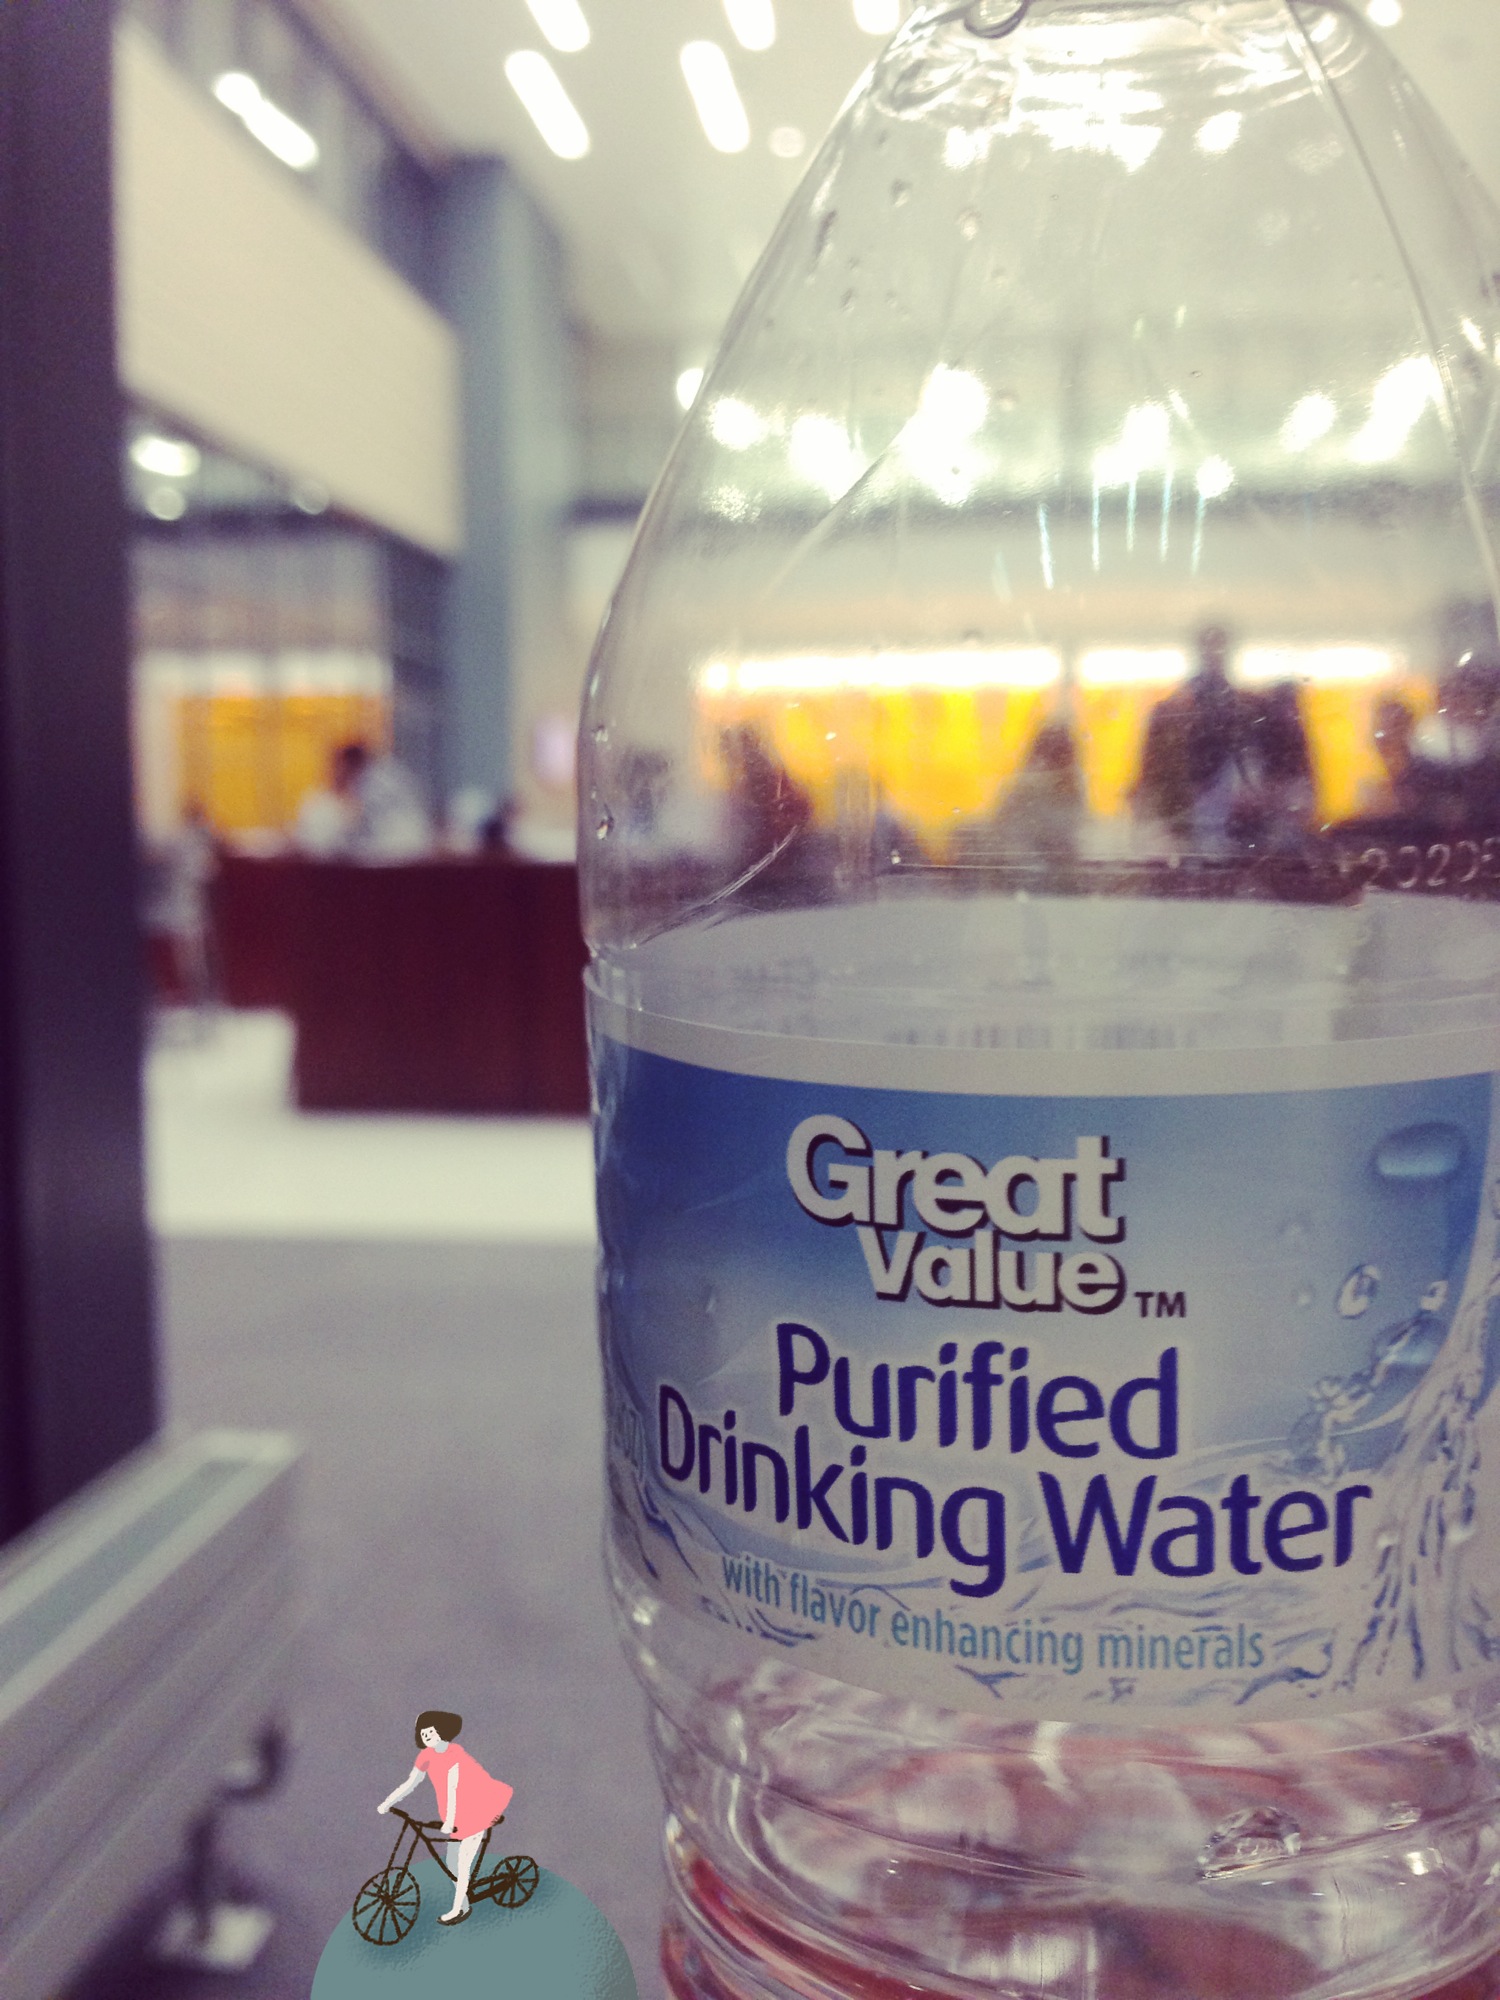 Great
Value™
Purified
Drinking Water
with flavor enhancing minerals